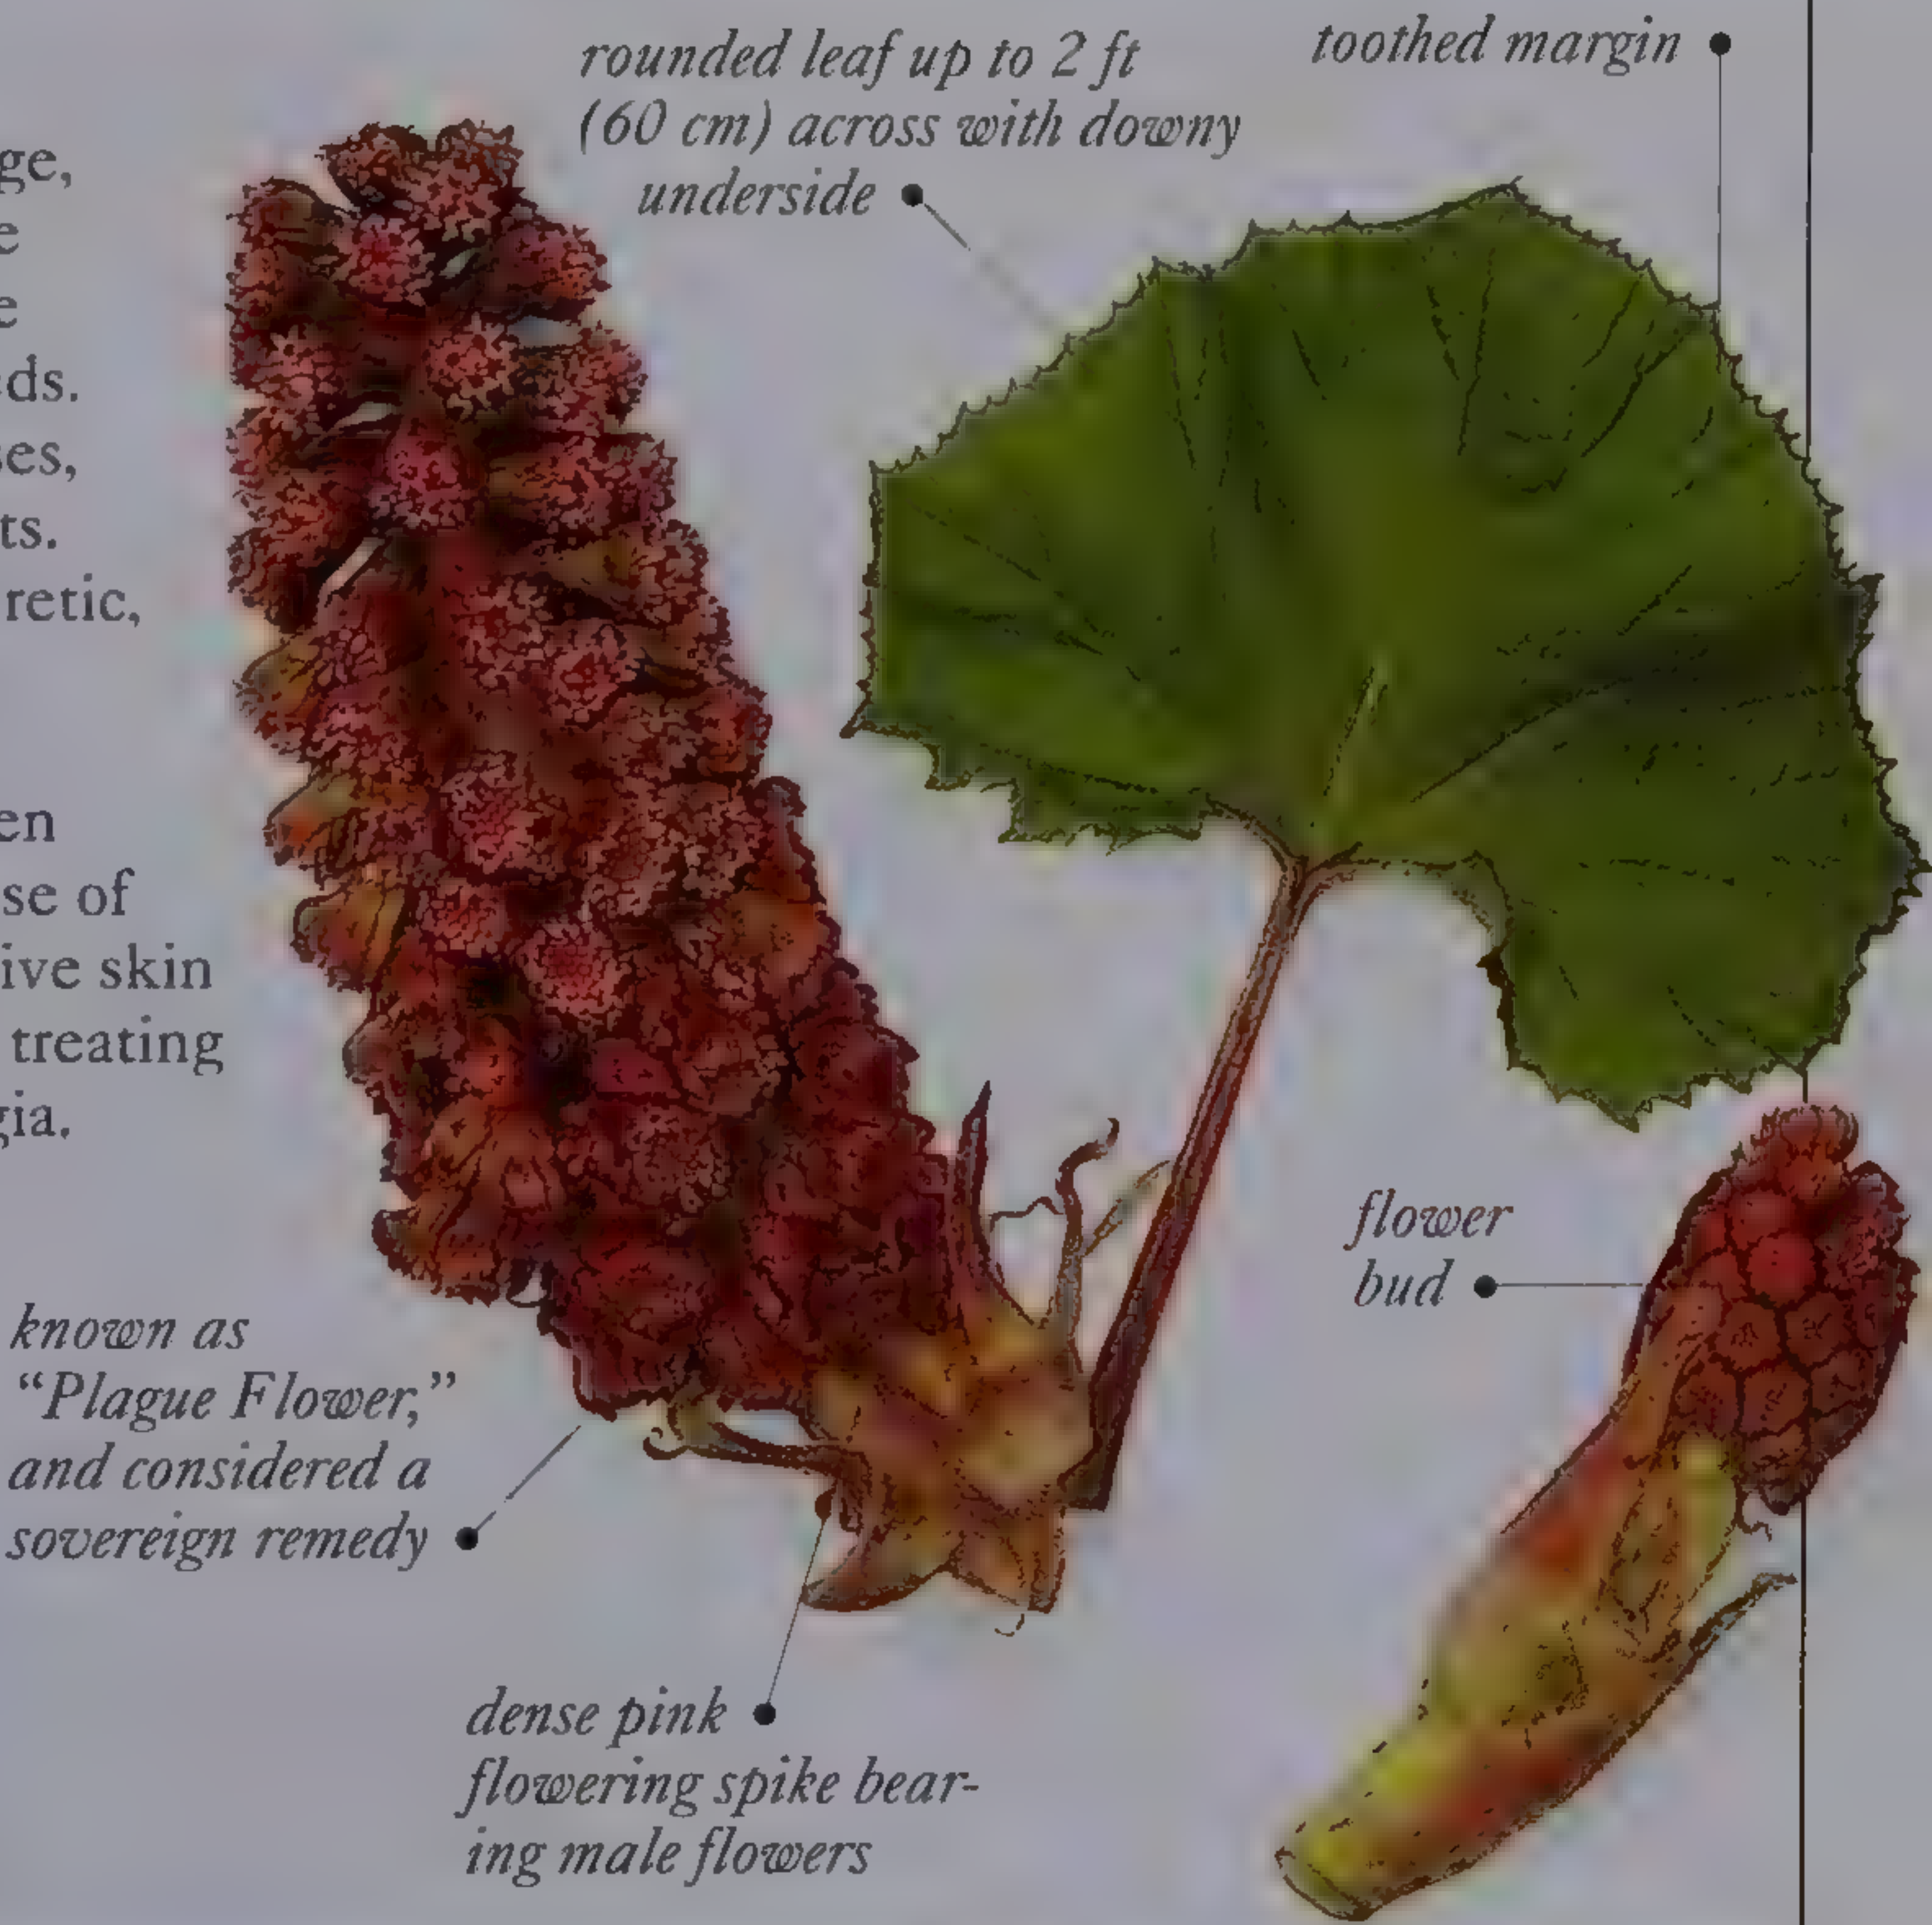 rounded leaf up to 2 ft
(60 cm) across with downy
underside
toothed margin
ge,
e
e
ds.
ses,
ts.
retic,
en
se of
ive skin
treating
gia.
flower
bud
known as
“Plague Flower,”
and considered a
sovereign remedy
dense pink
flowering spike bear-
ing male flowers